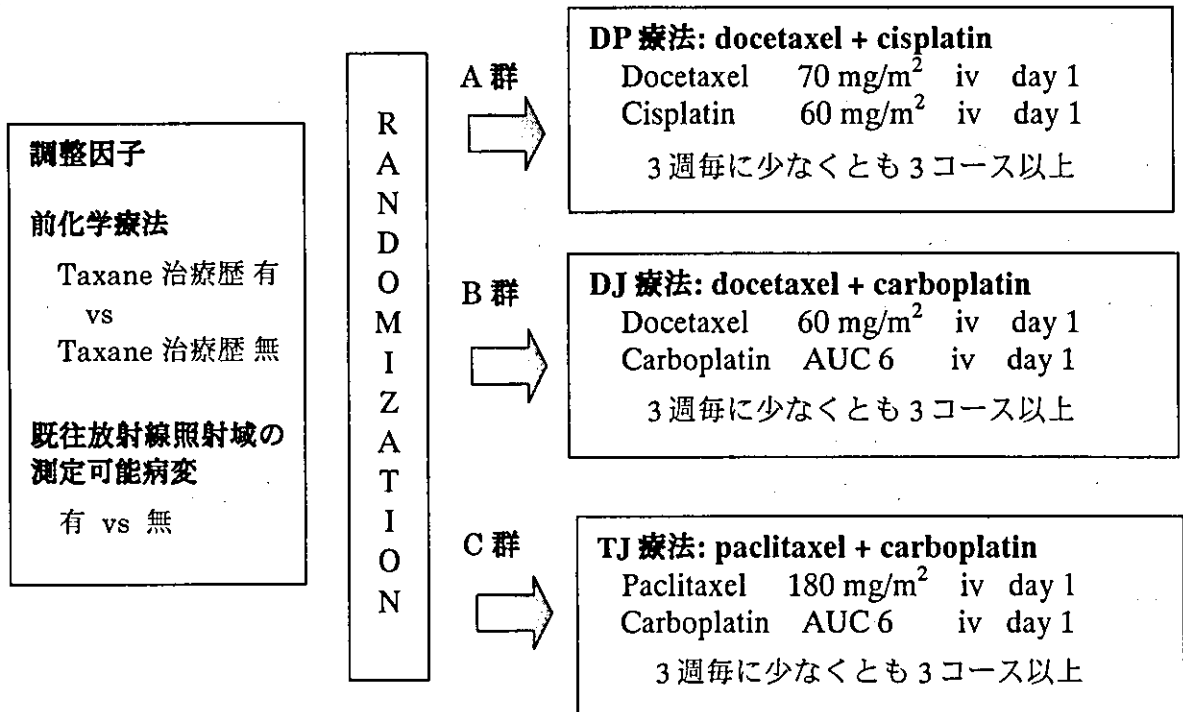 調整因子
前化学療法
Taxane 治療歴 有
vs
Taxane 治療歴 無
既往放射線照射域の
測定可能病変
有 vs 無
RANDOMIZATION
A 群
DP 療法: docetaxel + cisplatin
Docetaxel 70 mg/m² iv day 1
Cisplatin 60 mg/m² iv day 1
3 週毎に少なくとも 3 コース以上
B 群
DJ 療法: docetaxel + carboplatin
Docetaxel 60 mg/m² iv day 1
Carboplatin AUC 6 iv day 1
3 週毎に少なくとも 3 コース以上
C 群
TJ 療法: paclitaxel + carboplatin
Paclitaxel 180 mg/m² iv day 1
Carboplatin AUC 6 iv day 1
3 週毎に少なくとも 3 コース以上